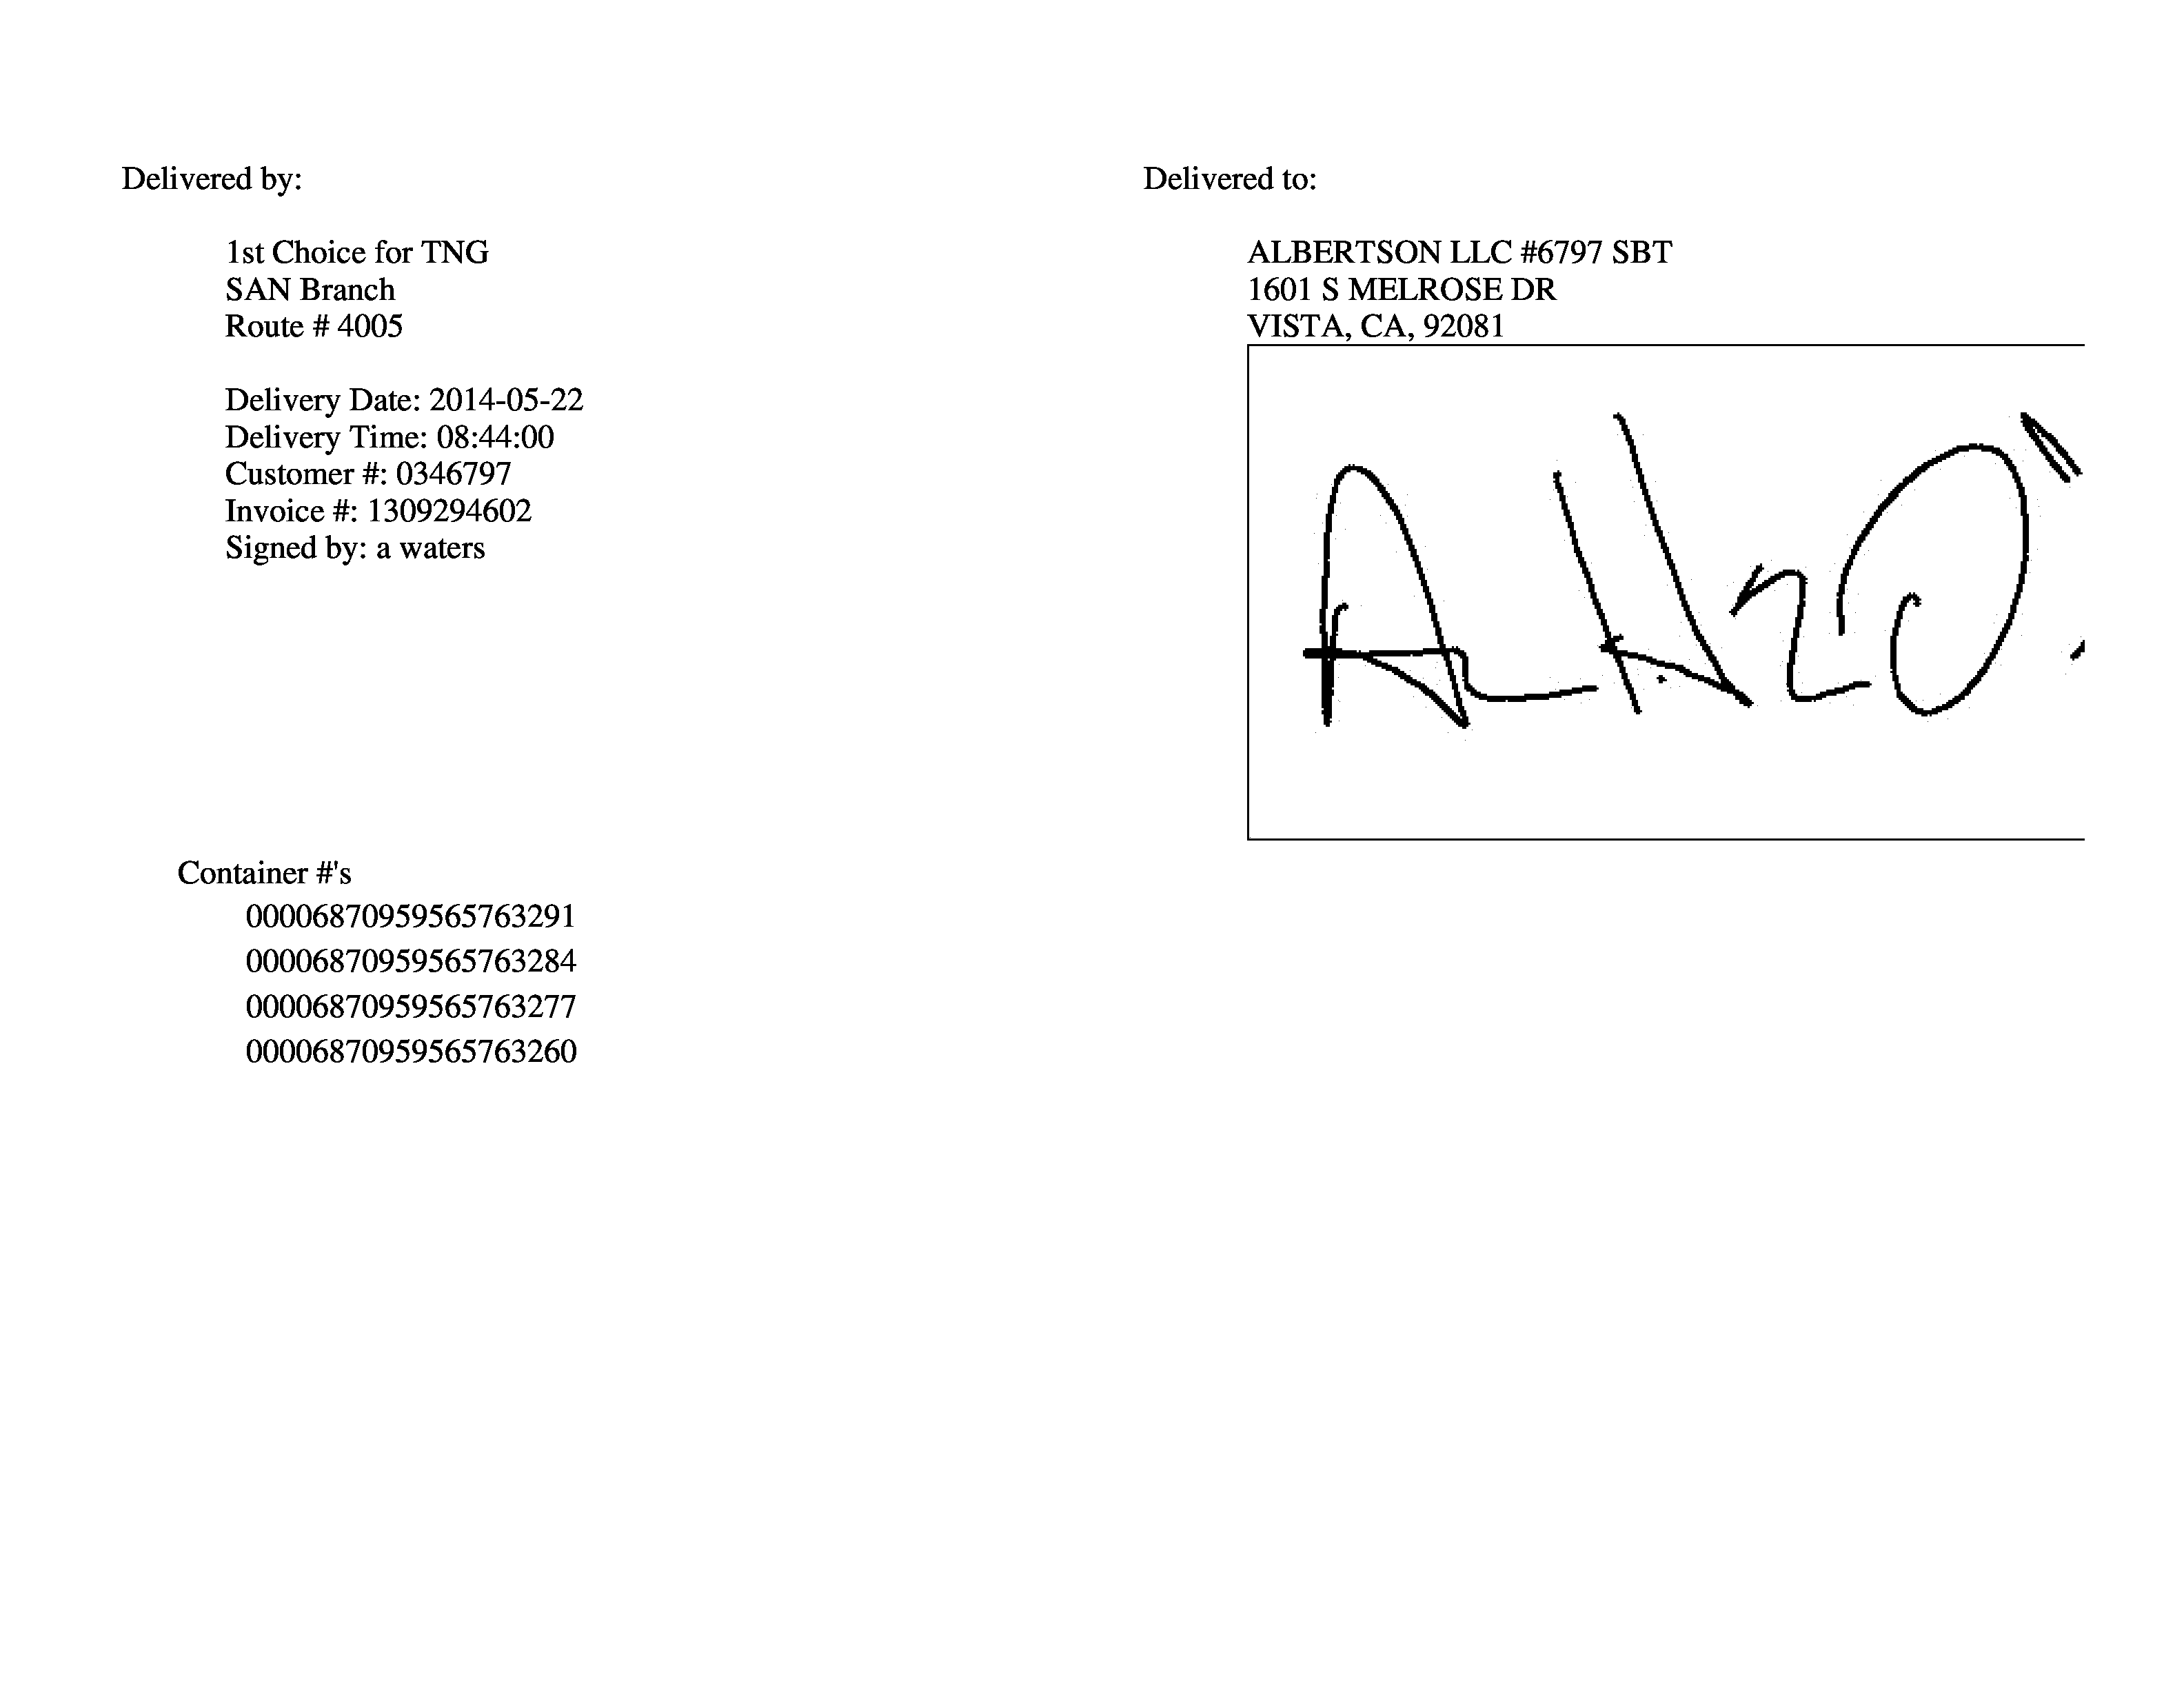 Delivered by:
1st Choice for TNG
SAN Branch
Route # 4005
Delivery Date: 2014-05-22
Delivery Time: 08:44:00
Customer #: 0346797
Invoice #: 1309294602
Signed by: a waters
Delivered to:
ALBERTSON LLC #6797 SBT
1601 S MELROSE DR
VISTA, CA, 92081
Container #'s
00006870959565763291
00006870959565763284
00006870959565763277
00006870959565763260